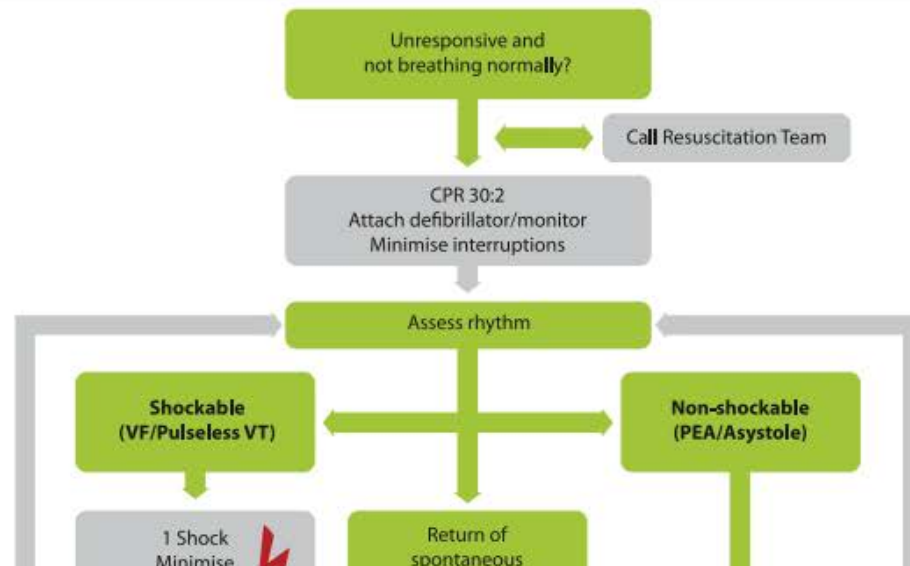 Unresponsive and
not breathing normally?
Call Resuscitation Team
CPR 30:2
Attach defibrillator/monitor
Minimise interruptions
Assess rhythm
Shockable
(VF/Pulseless VT)
Non-shockable
(PEA/Asystole)
1 Shock
Minimise
Return of
spontaneous